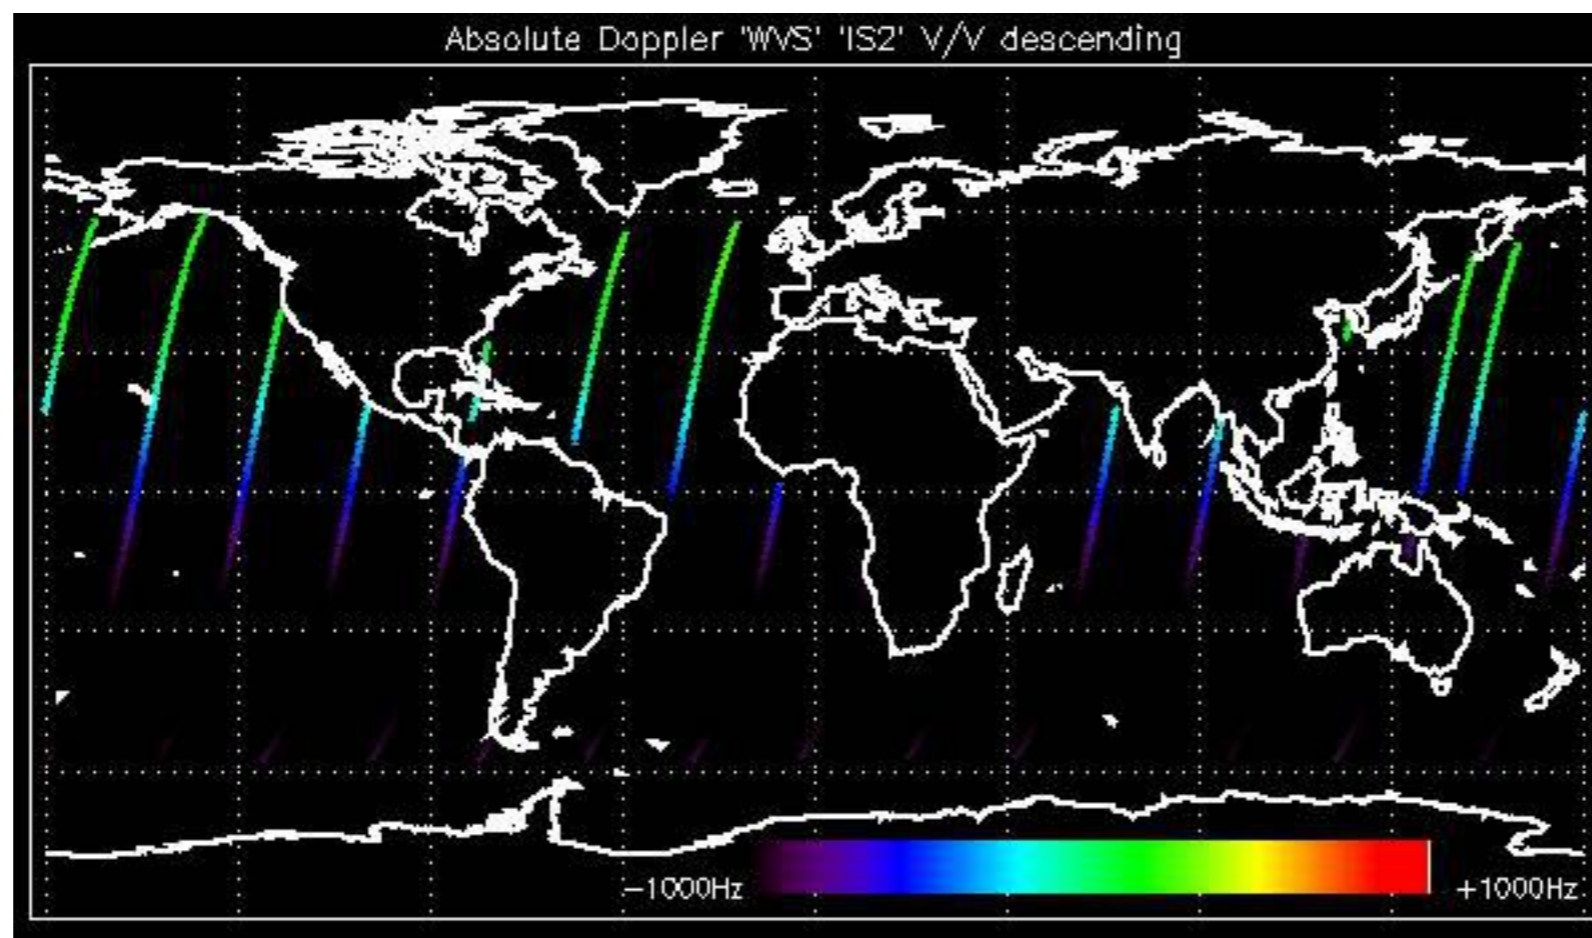 Absolute Doppler 'WVS' 'IS2' V/V descending
−1000Hz
+1000Hz